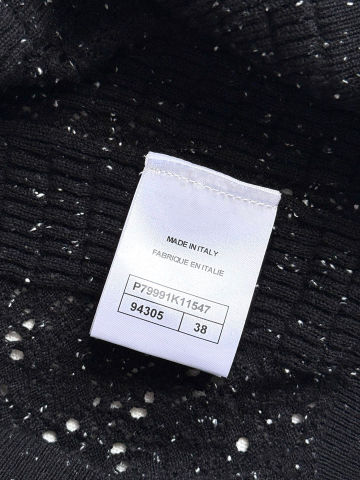 MADE IN ITALY
FABRIQUE EN ITALIE
P79991K11547
94305 38